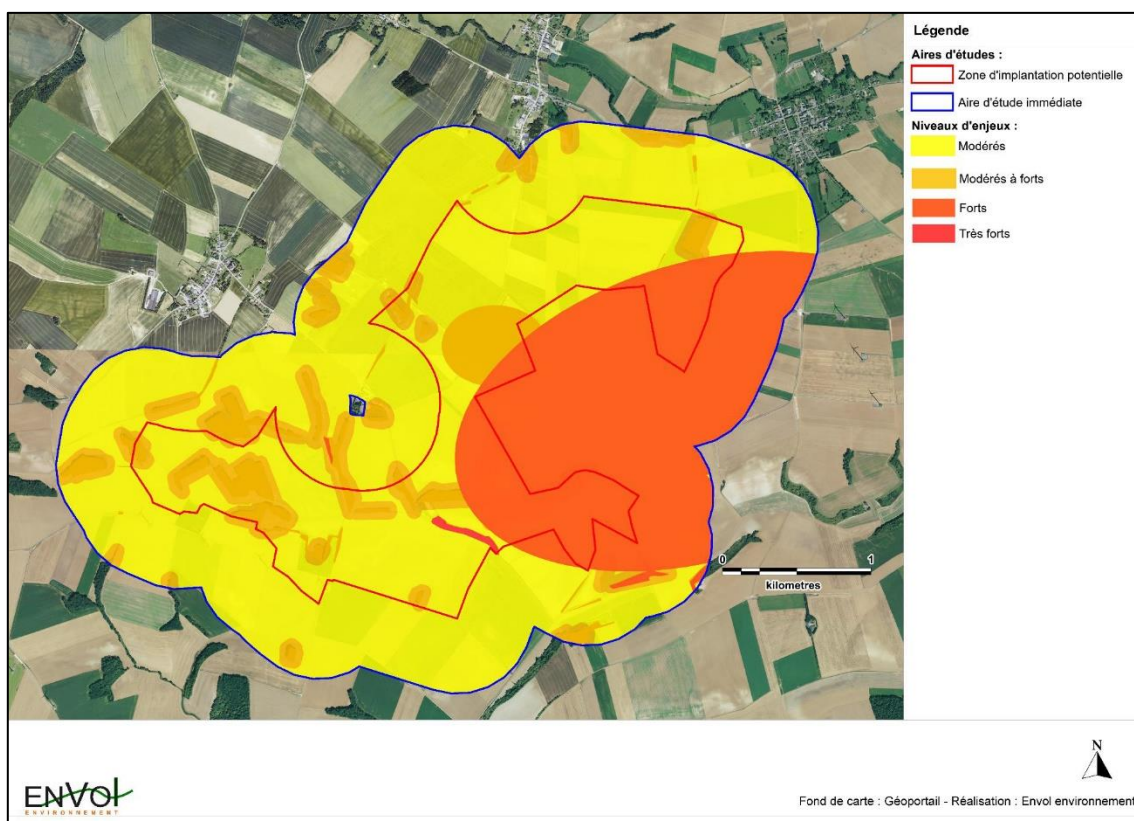 Légende
Aires d'études :
Zone d'implantation potentielle
Aire d'étude immédiate
Niveaux d'enjeux :
Modérés
Modérés à forts
Forts
Très forts
0
1
kilometres
N
ENVOL
ENVIRONNEMENT
Fond de carte : Géoportail - Réalisation : Envol environnement